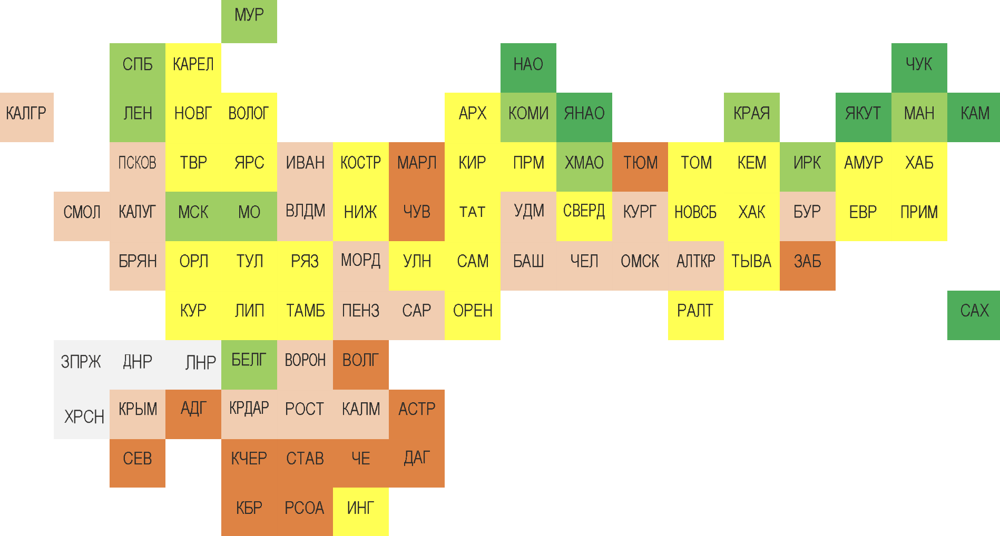 МУР
СПБ КАРЕЛ НАО ЧУК
КАЛГР ЛЕН НОВГ ВОЛОГ АРХ КОМИ ЯНАО КРАЯ ЯКУТ МАН КАМ
ПСКОВ ТВР ЯРС ИВАН КОСТР МАРЛ КИР ПРМ ХМАО ТЮМ ТОМ КЕМ ИРК АМУР ХАБ
СМОЛ КАЛУГ МСК МО ВЛДМ НИЖ ЧУВ ТАТ УДМ СВЕРД КУРГ НОВСБ ХАК БУР ЕВР ПРИМ
БРЯН ОРЛ ТУЛ РЯЗ МОРД УЛН САМ БАШ ЧЕЛ ОМСК АЛТКР ТЫВА ЗАБ
КУР ЛИП ТАМБ ПЕНЗ САР ОРЕН РАЛТ САХ
ЗПРЖ ДНР ЛНР БЕЛГ ВОРОН ВОЛГ
ХРСН КРЫМ АДГ КРДАР РОСТ КАЛМ АСТР
СЕВ КЧЕР СТАВ ЧЕ ДАГ
КБР РСОА ИНГ